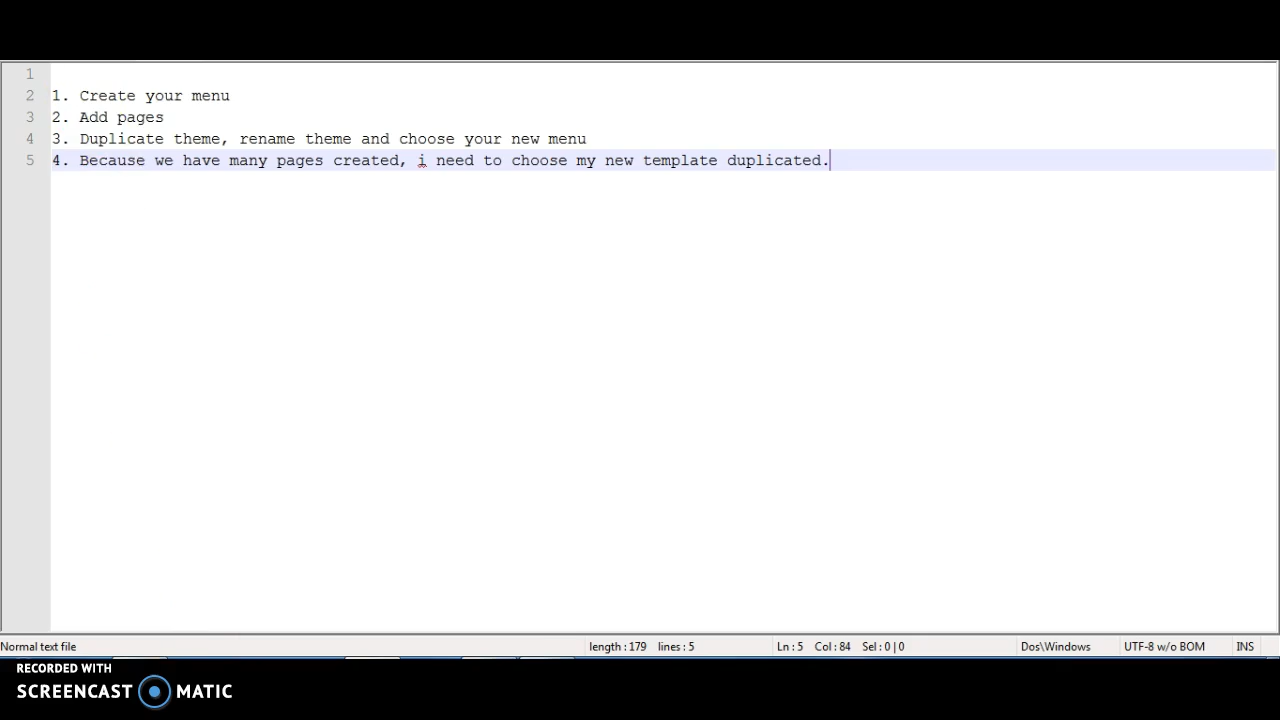 1
2 1. Create your menu
3 2. Add pages
4 3. Duplicate theme, rename theme and choose your new menu
5 4. Because we have many pages created, i need to choose my new template duplicated.
Normal text file length : 179 lines : 5 Ln : 5 Col : 84 Sel : 0 | 0 Dos\Windows UTF-8 w/o BOM INS
RECORDED WITH
SCREENCAST MATIC